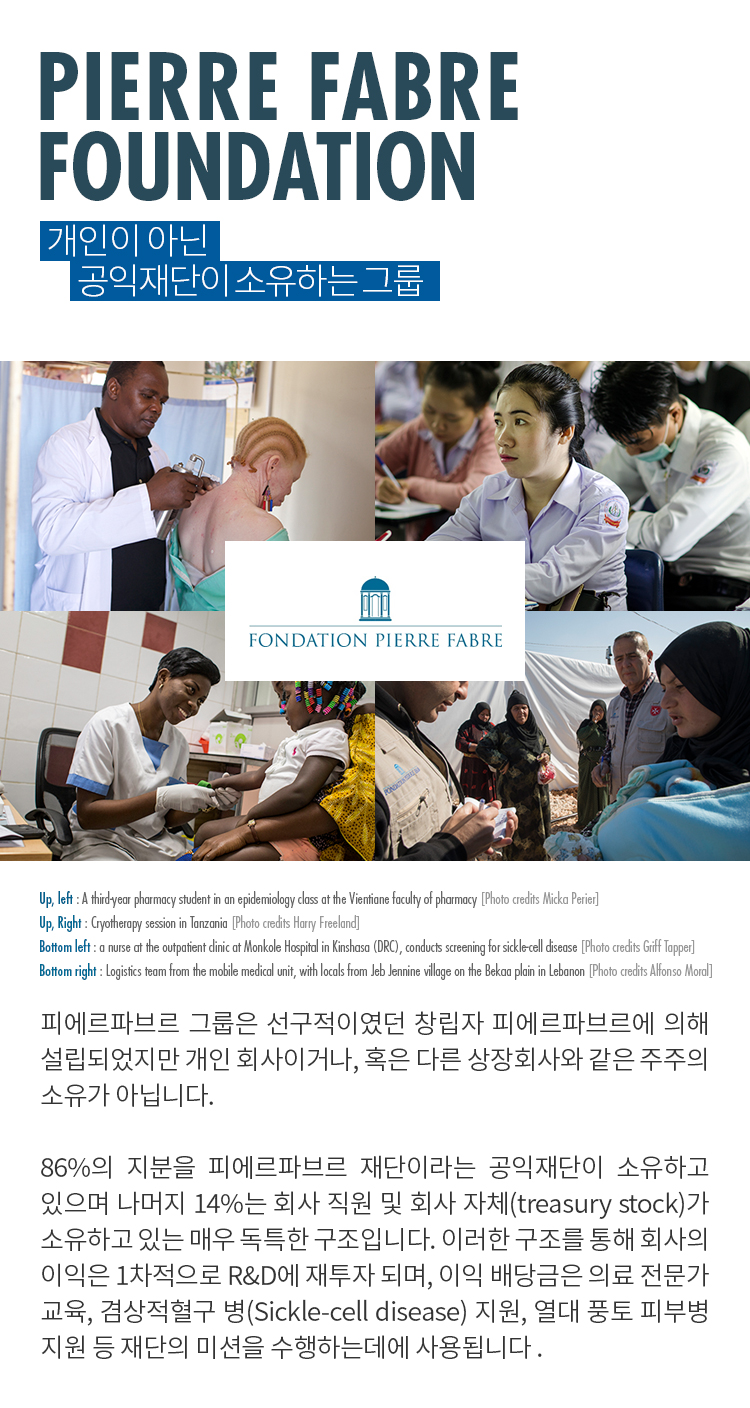 PIERRE FABRE
FOUNDATION
개인이 아닌
공익재단이 소유하는 그룹
FONDATION PIERRE FABRE
Up, left : A third-year pharmacy student in an epidemiology class at the Vientiane faculty of pharmacy [Photo credits Micka Perier]
Up, Right : Cryotherapy session in Tanzania [Photo credits Harry Freeland]
Bottom left : a nurse at the outpatient clinic at Monkole Hospital in Kinshasa (DRC), conducts screening for sickle-cell disease [Photo credits Griff Tapper]
Bottom right : Logistics team from the mobile medical unit, with locals from Jeb Jennine village on the Bekaa plain in Lebanon [Photo credits Alfonso Moral]
피에르파브르 그룹은 선구적이였던 창립자 피에르파브르에 의해
설립되었지만 개인 회사이거나, 혹은 다른 상장회사와 같은 주주의
소유가 아닙니다.
86%의 지분을 피에르파브르 재단이라는 공익재단이 소유하고
있으며 나머지 14%는 회사 직원 및 회사 자체(treasury stock)가
소유하고 있는 매우 독특한 구조입니다. 이러한 구조를 통해 회사의
이익은 1차적으로 R&D에 재투자 되며, 이익 배당금은 의료 전문가
교육, 겸상적혈구 병(Sickle-cell disease) 지원, 열대 풍토 피부병
지원 등 재단의 미션을 수행하는데에 사용됩니다 .